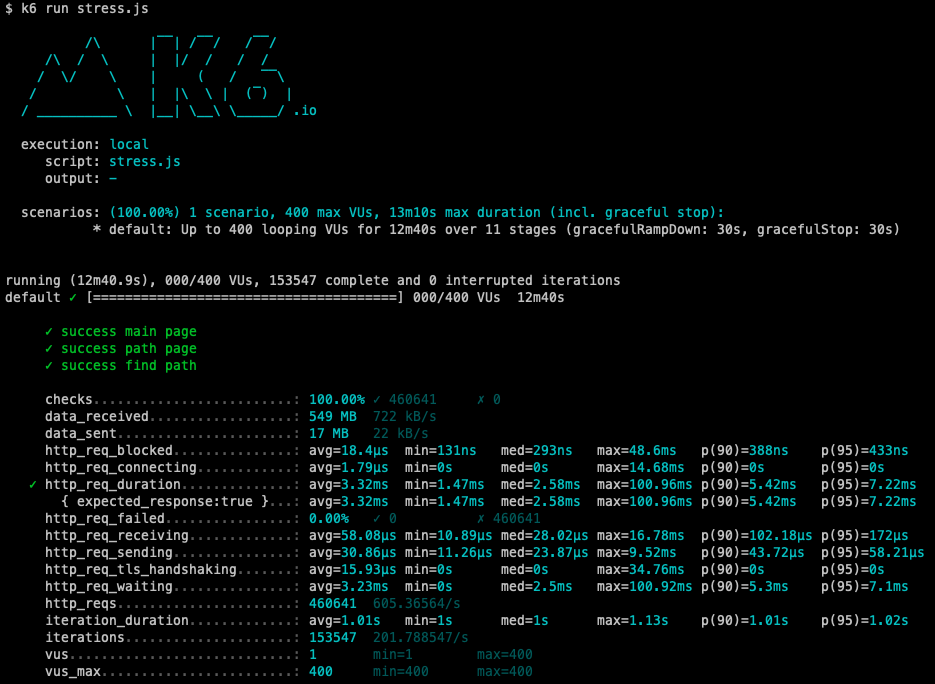 $ k6 run stress.js
.io
execution: local
script: stress.js
output: -
scenarios: (100.00%) 1 scenario, 400 max VUs, 13m10s max duration (incl. graceful stop):
* default: Up to 400 looping VUs for 12m40s over 11 stages (gracefulRampDown: 30s, gracefulStop: 30s)
running (12m40.9s), 000/400 VUs, 153547 complete and 0 interrupted iterations
default ✓ [======================================] 000/400 VUs  12m40s
✓ success main page
✓ success path page
✓ success find path
checks.........................: 100.00% ✓ 460641     ✗ 0
data_received..................: 549 MB  722 kB/s
data_sent......................: 17 MB   22 kB/s
http_req_blocked...............: avg=18.4µs  min=131ns   med=293ns   max=48.6ms   p(90)=388ns    p(95)=433ns
http_req_connecting............: avg=1.79µs  min=0s      med=0s      max=14.68ms  p(90)=0s       p(95)=0s
✓ http_req_duration..............: avg=3.32ms  min=1.47ms  med=2.58ms  max=100.96ms p(90)=5.42ms   p(95)=7.22ms
{ expected_response:true }...: avg=3.32ms  min=1.47ms  med=2.58ms  max=100.96ms p(90)=5.42ms   p(95)=7.22ms
http_req_failed................: 0.00%   ✓ 0          ✗ 460641
http_req_receiving.............: avg=58.08µs min=10.89µs med=28.02µs max=16.78ms  p(90)=102.18µs p(95)=172µs
http_req_sending...............: avg=30.86µs min=11.26µs med=23.87µs max=9.52ms   p(90)=43.72µs  p(95)=58.21µs
http_req_tls_handshaking.......: avg=15.93µs min=0s      med=0s      max=34.76ms  p(90)=0s       p(95)=0s
http_req_waiting...............: avg=3.23ms  min=0s      med=2.5ms   max=100.92ms p(90)=5.3ms    p(95)=7.1ms
http_reqs......................: 460641  605.36564/s
iteration_duration.............: avg=1.01s   min=1s      med=1s      max=1.13s    p(90)=1.01s    p(95)=1.02s
iterations.....................: 153547  201.788547/s
vus............................: 1       min=1        max=400
vus_max........................: 400     min=400      max=400